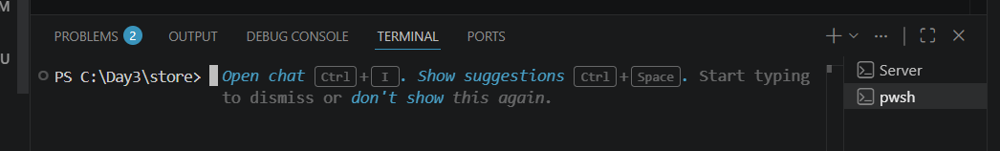 M
PROBLEMS 2 OUTPUT DEBUG CONSOLE TERMINAL PORTS
U
PS C:\Day3\store> Open chat Ctrl+I. Show suggestions Ctrl+Space. Start typing
to dismiss or don't show this again.
Server
pwsh